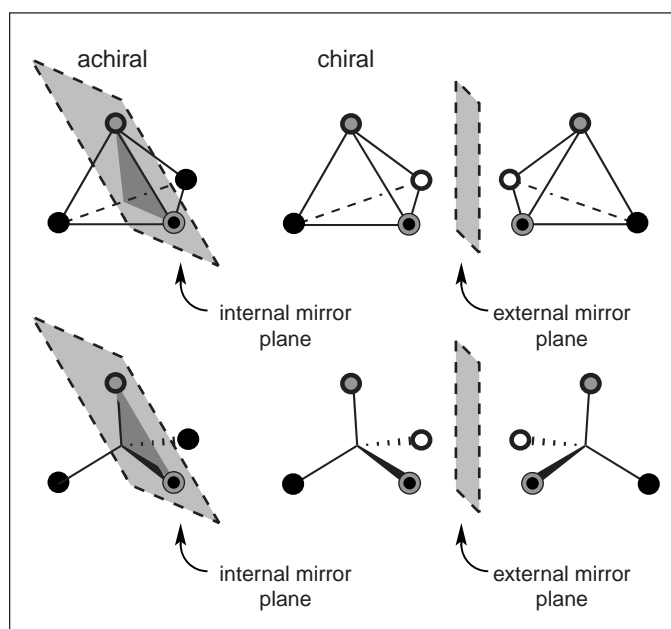 achiral
chiral
internal mirror
plane
external mirror
plane
internal mirror
plane
external mirror
plane